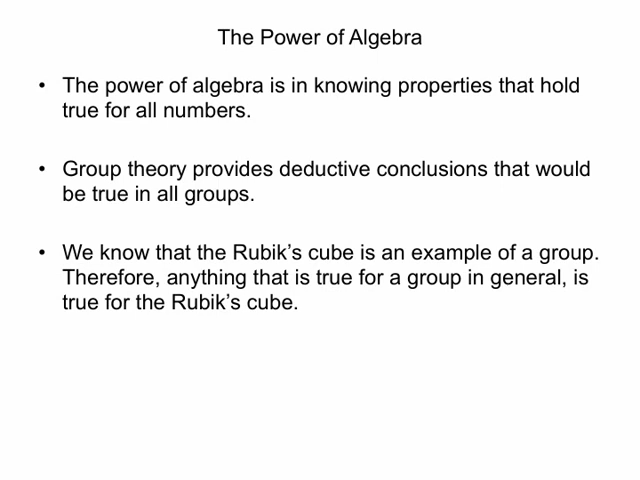 The Power of Algebra
• The power of algebra is in knowing properties that hold
true for all numbers.
• Group theory provides deductive conclusions that would
be true in all groups.
• We know that the Rubik’s cube is an example of a group.
Therefore, anything that is true for a group in general, is
true for the Rubik’s cube.